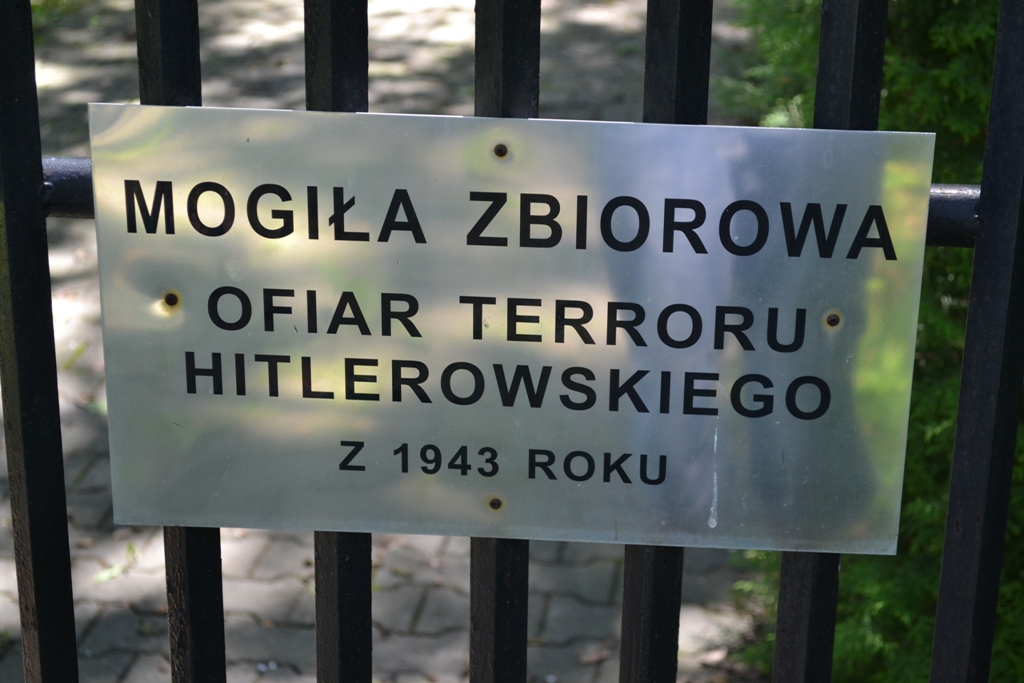 MOGIŁA ZBIOROWA
OFIAR TERRORU
HITLEROWSKIEGO
Z 1943 ROKU